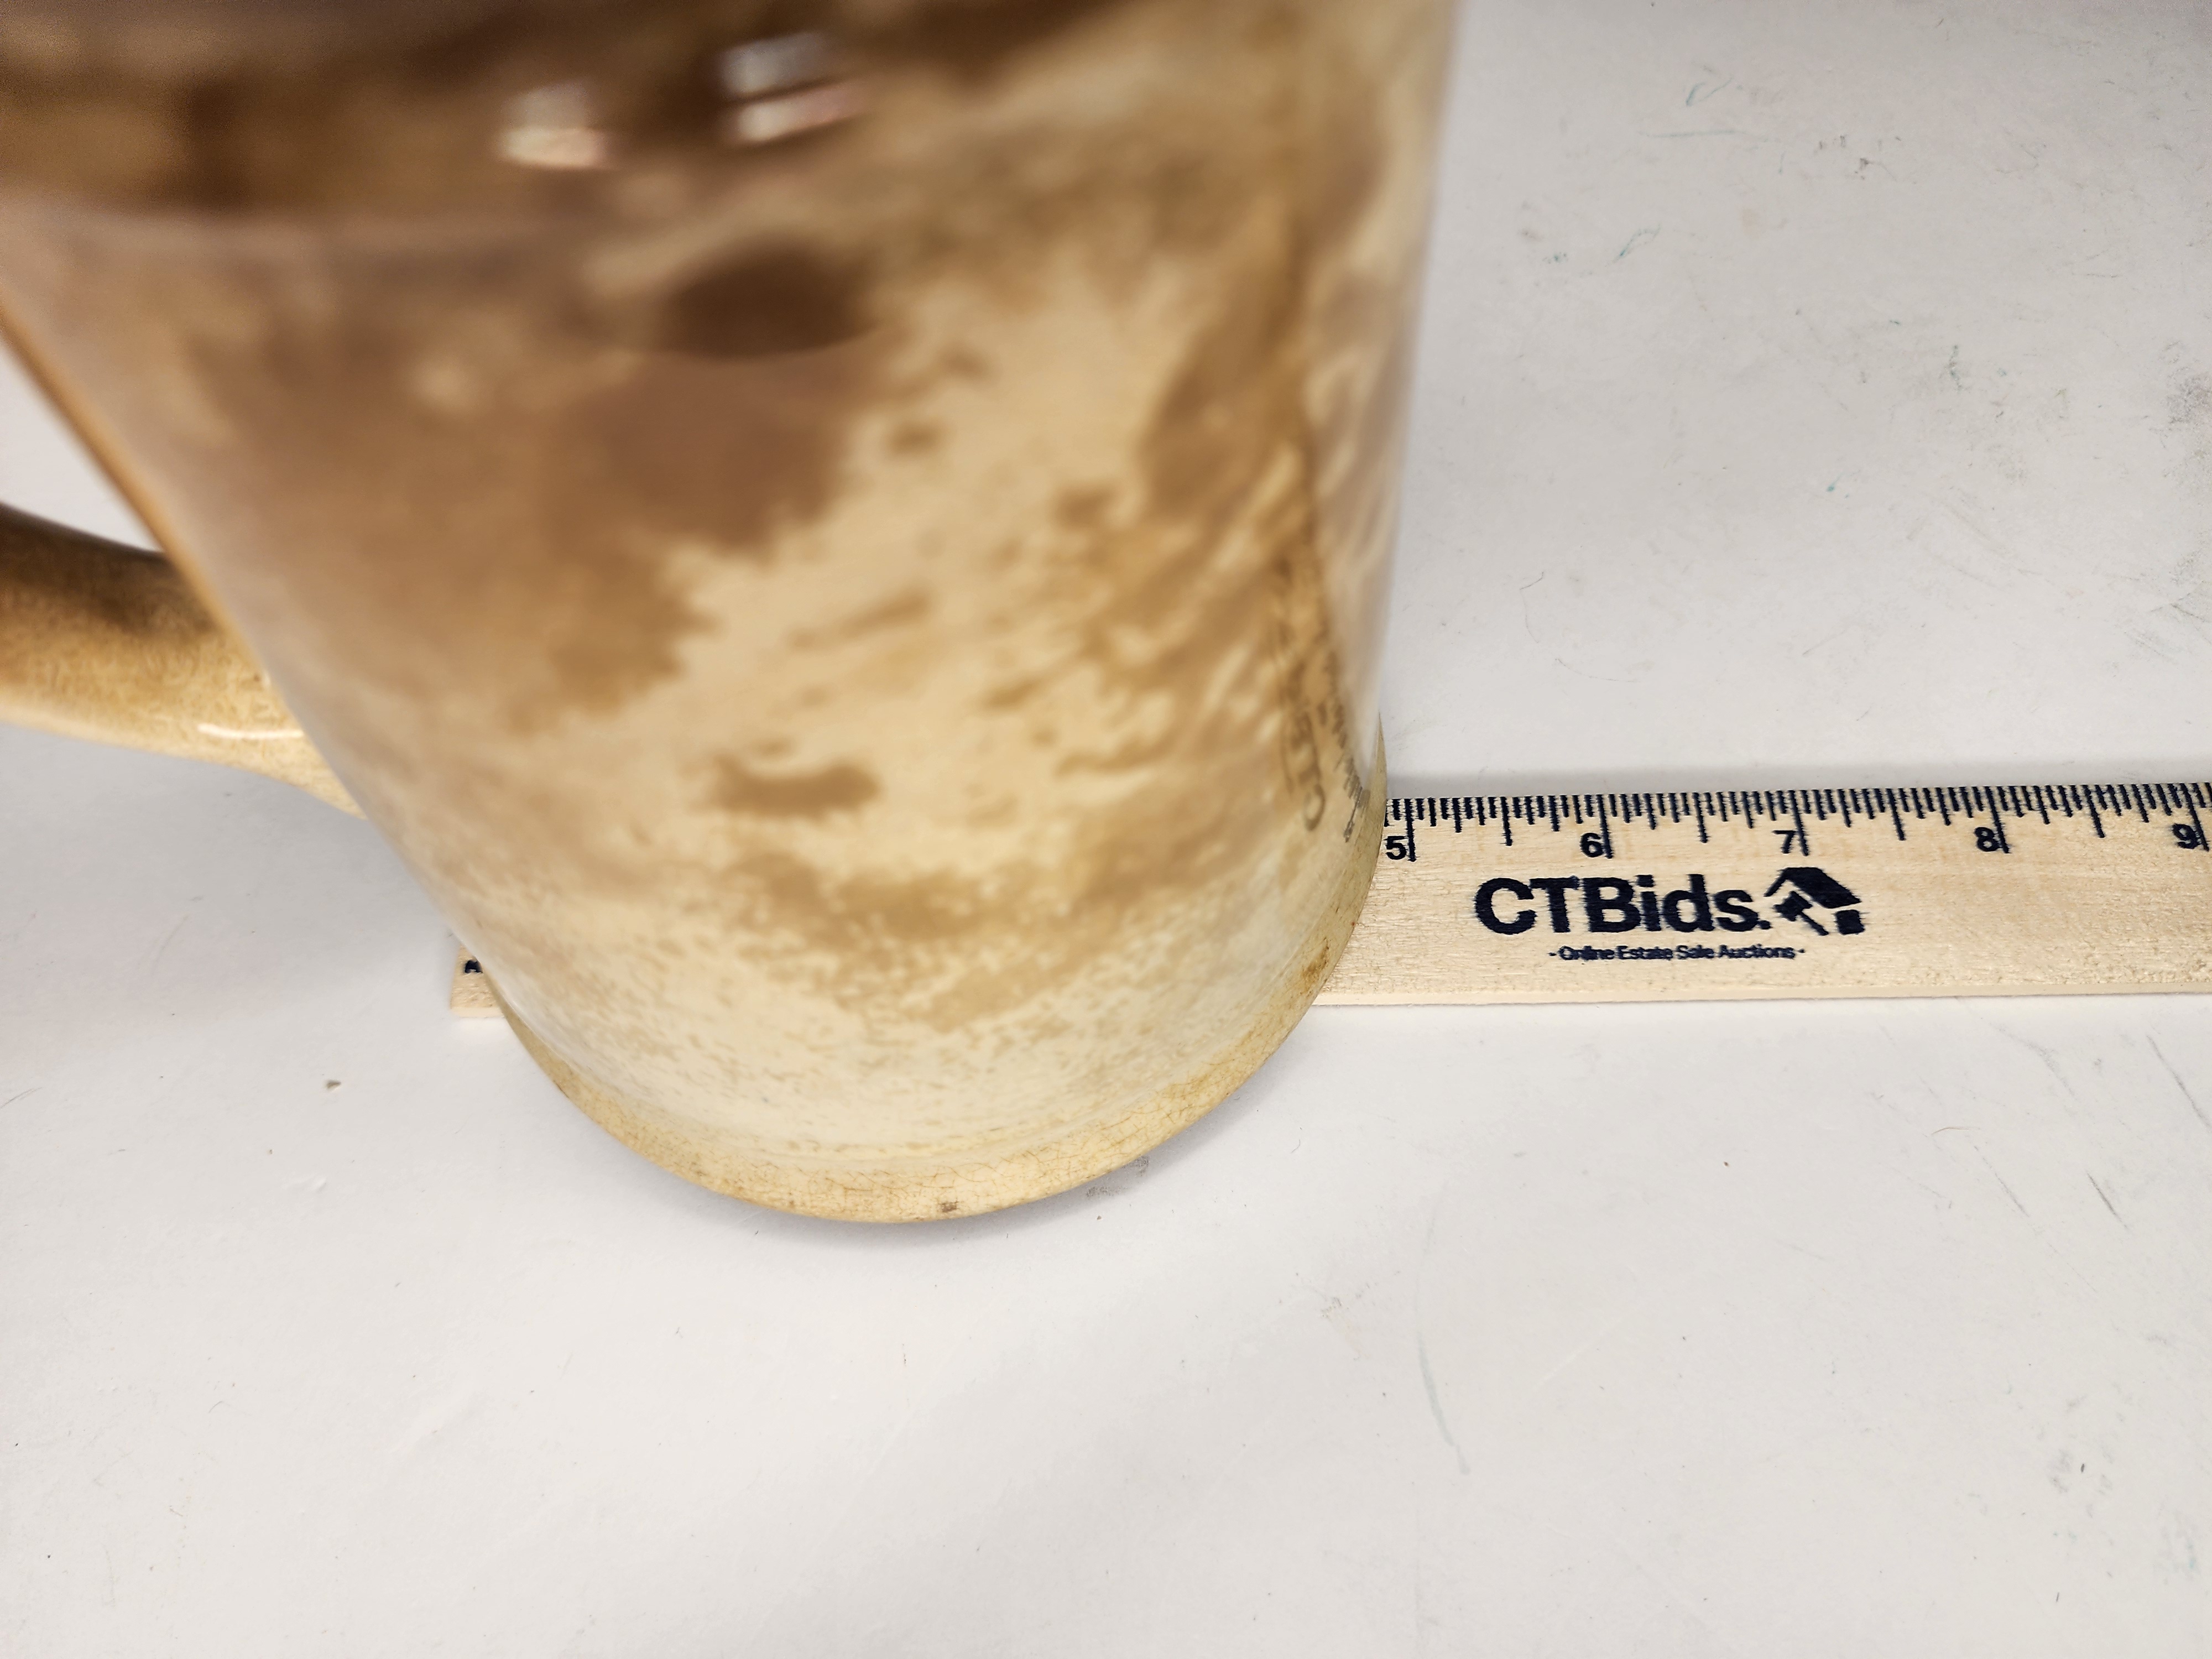 5 6 7 8 9
CTBids.
- Online Estate Sale Auctions -